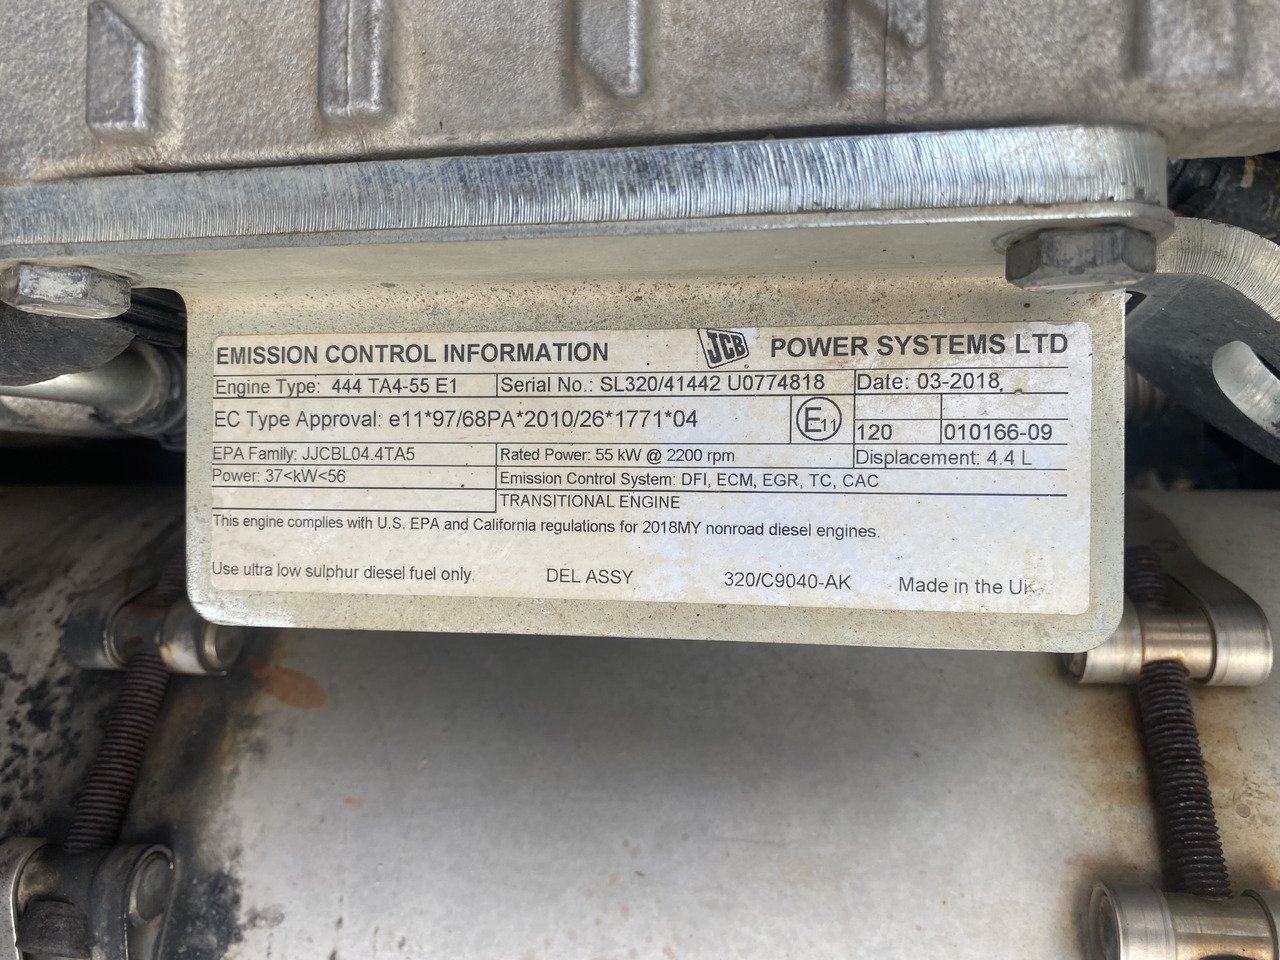 EMISSION CONTROL INFORMATION JCB POWER SYSTEMS LTD
Engine Type: 444 TA4-55 E1 Serial No.: SL320/41442 U0774818 Date: 03-2018
EC Type Approval: e11*97/68PA*2010/26*1771*04 E11 120 010166-09
EPA Family: JJCBL04.4TA5 Rated Power: 55 kW @ 2200 rpm Displacement: 4.4 L
Power: 37<kW<56 Emission Control System: DFI, ECM, EGR, TC, CAC
TRANSITIONAL ENGINE
This engine complies with U.S. EPA and California regulations for 2018MY nonroad diesel engines.
Use ultra low sulphur diesel fuel only. DEL ASSY 320/C9040-AK Made in the UK